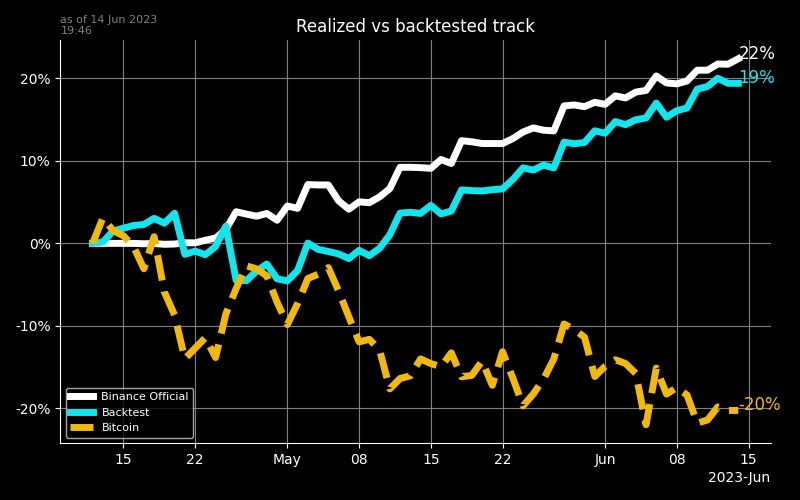 as of 14 Jun 2023
19:46
Realized vs backtested track
22%
19%
20%
10%
0%
-10%
-20%
-20%
Binance Official
Backtest
Bitcoin
15
22
May
08
15
22
Jun
08
15
2023-Jun